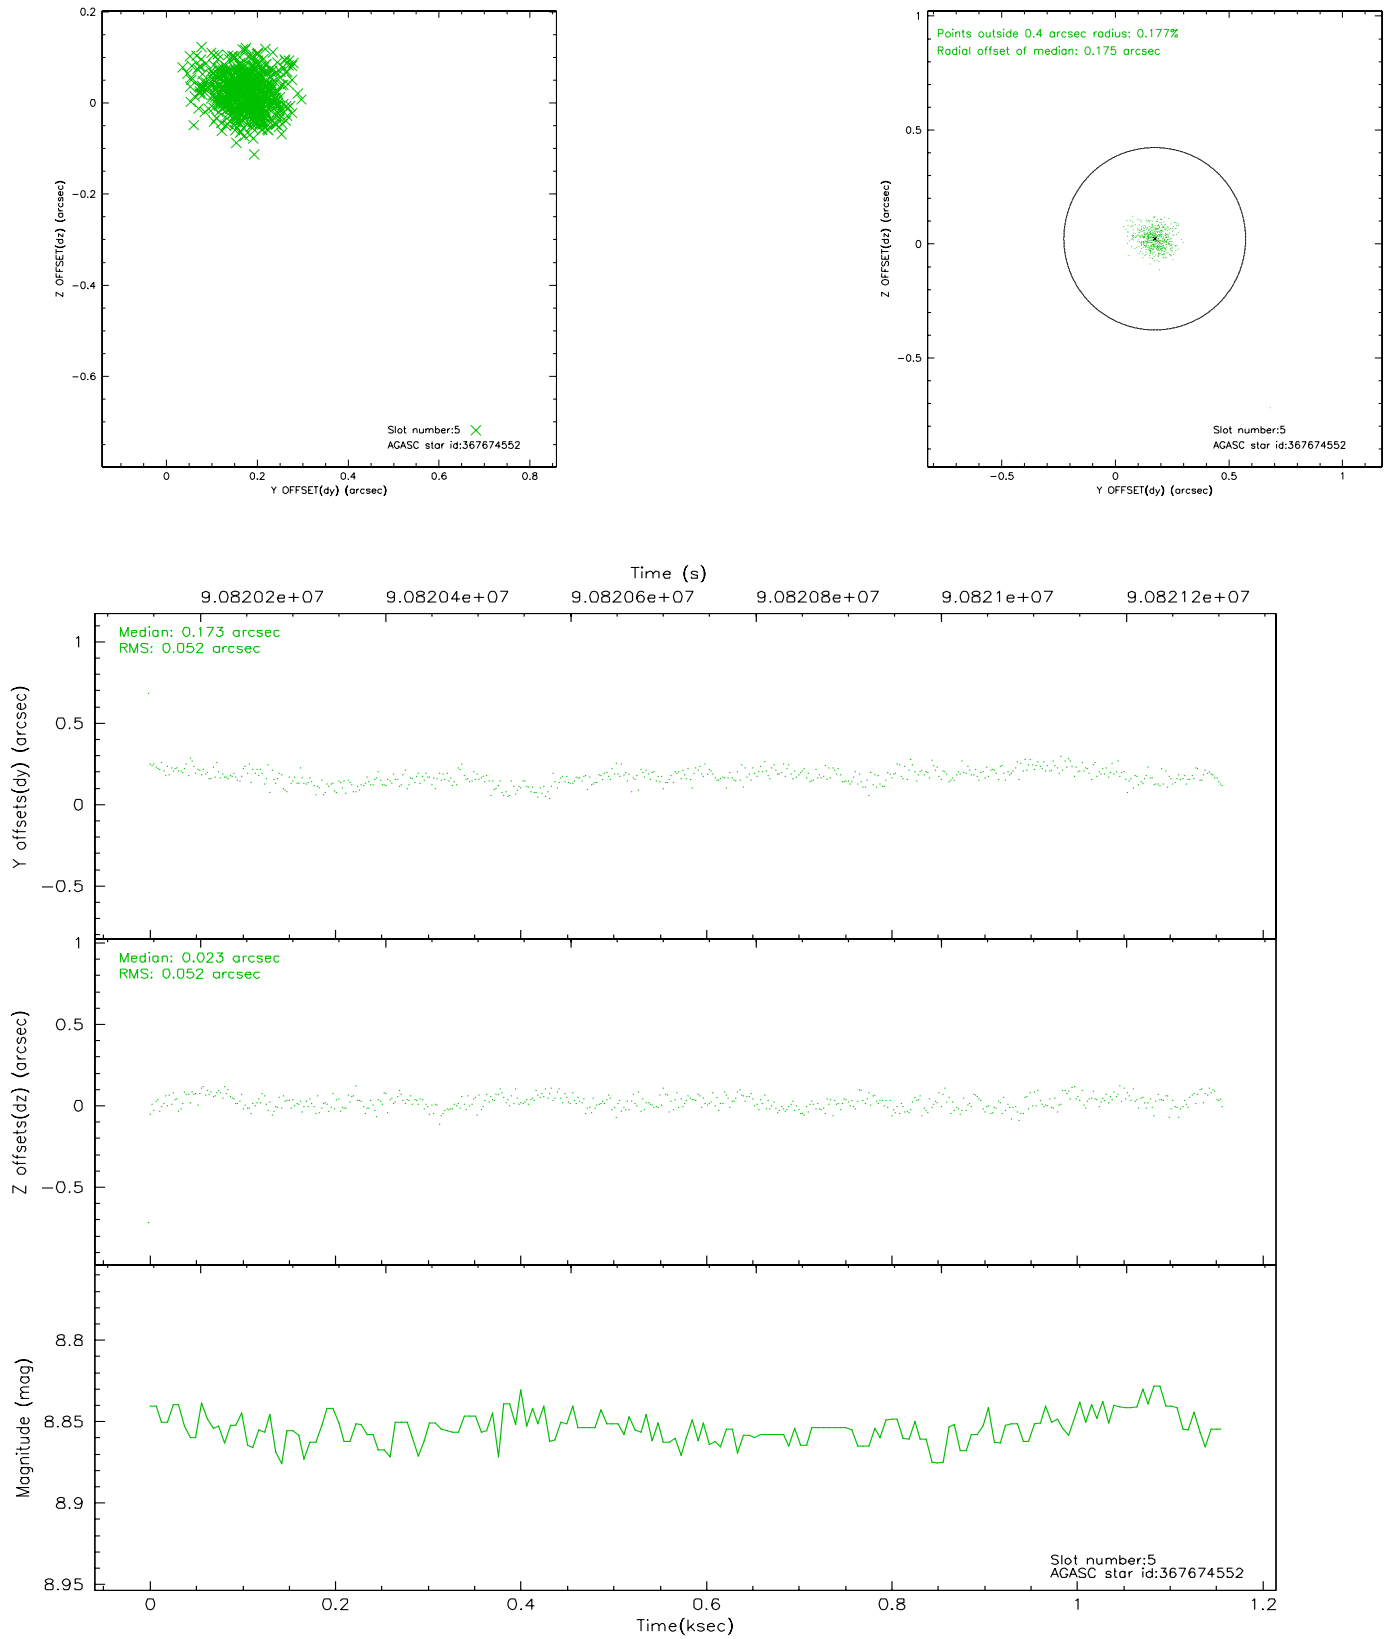 0.2
0
−0.2
−0.4
−0.6
Z OFFSET(dz) (arcsec)
Slot number:5
AGASC star id:367674552
0 0.2 0.4 0.6 0.8
Y OFFSET(dy) (arcsec)
1
0.5
0
−0.5
Z OFFSET(dz) (arcsec)
Points outside 0.4 arcsec radius: 0.177%
Radial offset of median: 0.175 arcsec
Slot number:5
AGASC star id:367674552
−0.5 0 0.5 1
Y OFFSET(dy) (arcsec)
Time (s)
9.08202e+07 9.08204e+07 9.08206e+07 9.08208e+07 9.0821e+07 9.08212e+07
Median: 0.173 arcsec
RMS: 0.052 arcsec
1
0.5
0
−0.5
Y offsets(dy) (arcsec)
Median: 0.023 arcsec
RMS: 0.052 arcsec
1
0.5
0
−0.5
Z offsets(dz) (arcsec)
8.8
8.85
8.9
8.95
Magnitude (mag)
Slot number:5
AGASC star id:367674552
0 0.2 0.4 0.6 0.8 1 1.2
Time(ksec)